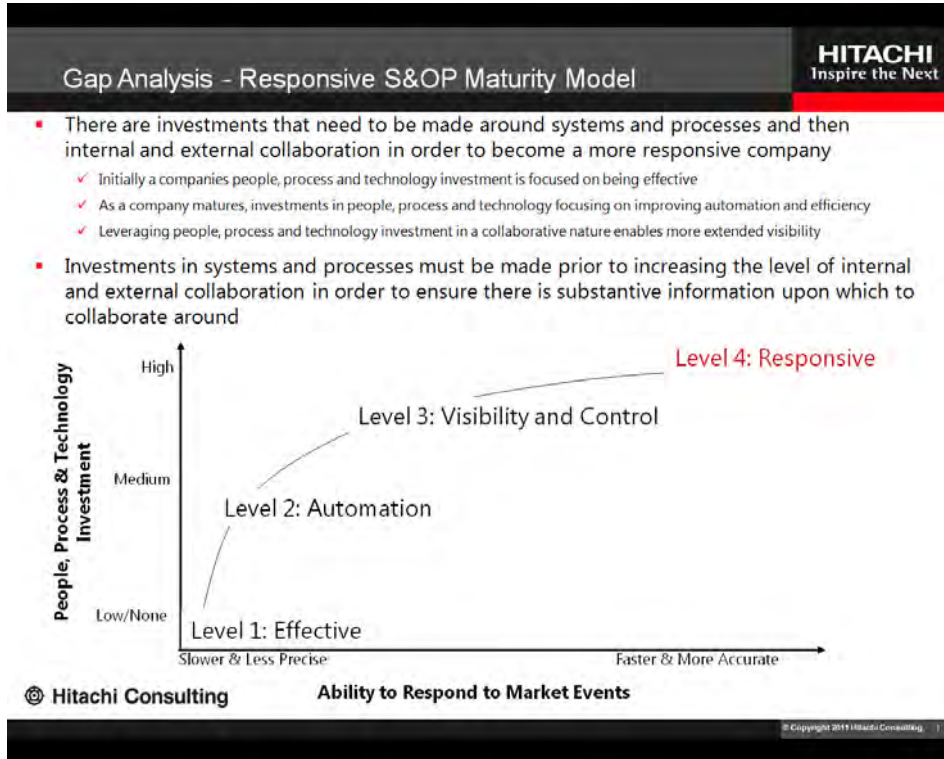 Gap Analysis - Responsive S&OP Maturity Model
HITACHI
Inspire the Next
There are investments that need to be made around systems and processes and then
internal and external collaboration in order to become a more responsive company
Initially a companies people, process and technology investment is focused on being effective
As a company matures, investments in people, process and technology focusing on improving automation and efficiency
Leveraging people, process and technology investment in a collaborative nature enables more extended visibility
Investments in systems and processes must be made prior to increasing the level of internal
and external collaboration in order to ensure there is substantive information upon which to
collaborate around
People, Process & Technology
Investment
High
Medium
Low/None
Level 4: Responsive
Level 3: Visibility and Control
Level 2: Automation
Level 1: Effective
Slower & Less Precise
Faster & More Accurate
Ability to Respond to Market Events
Hitachi Consulting
© Copyright 2011 Hitachi Consulting